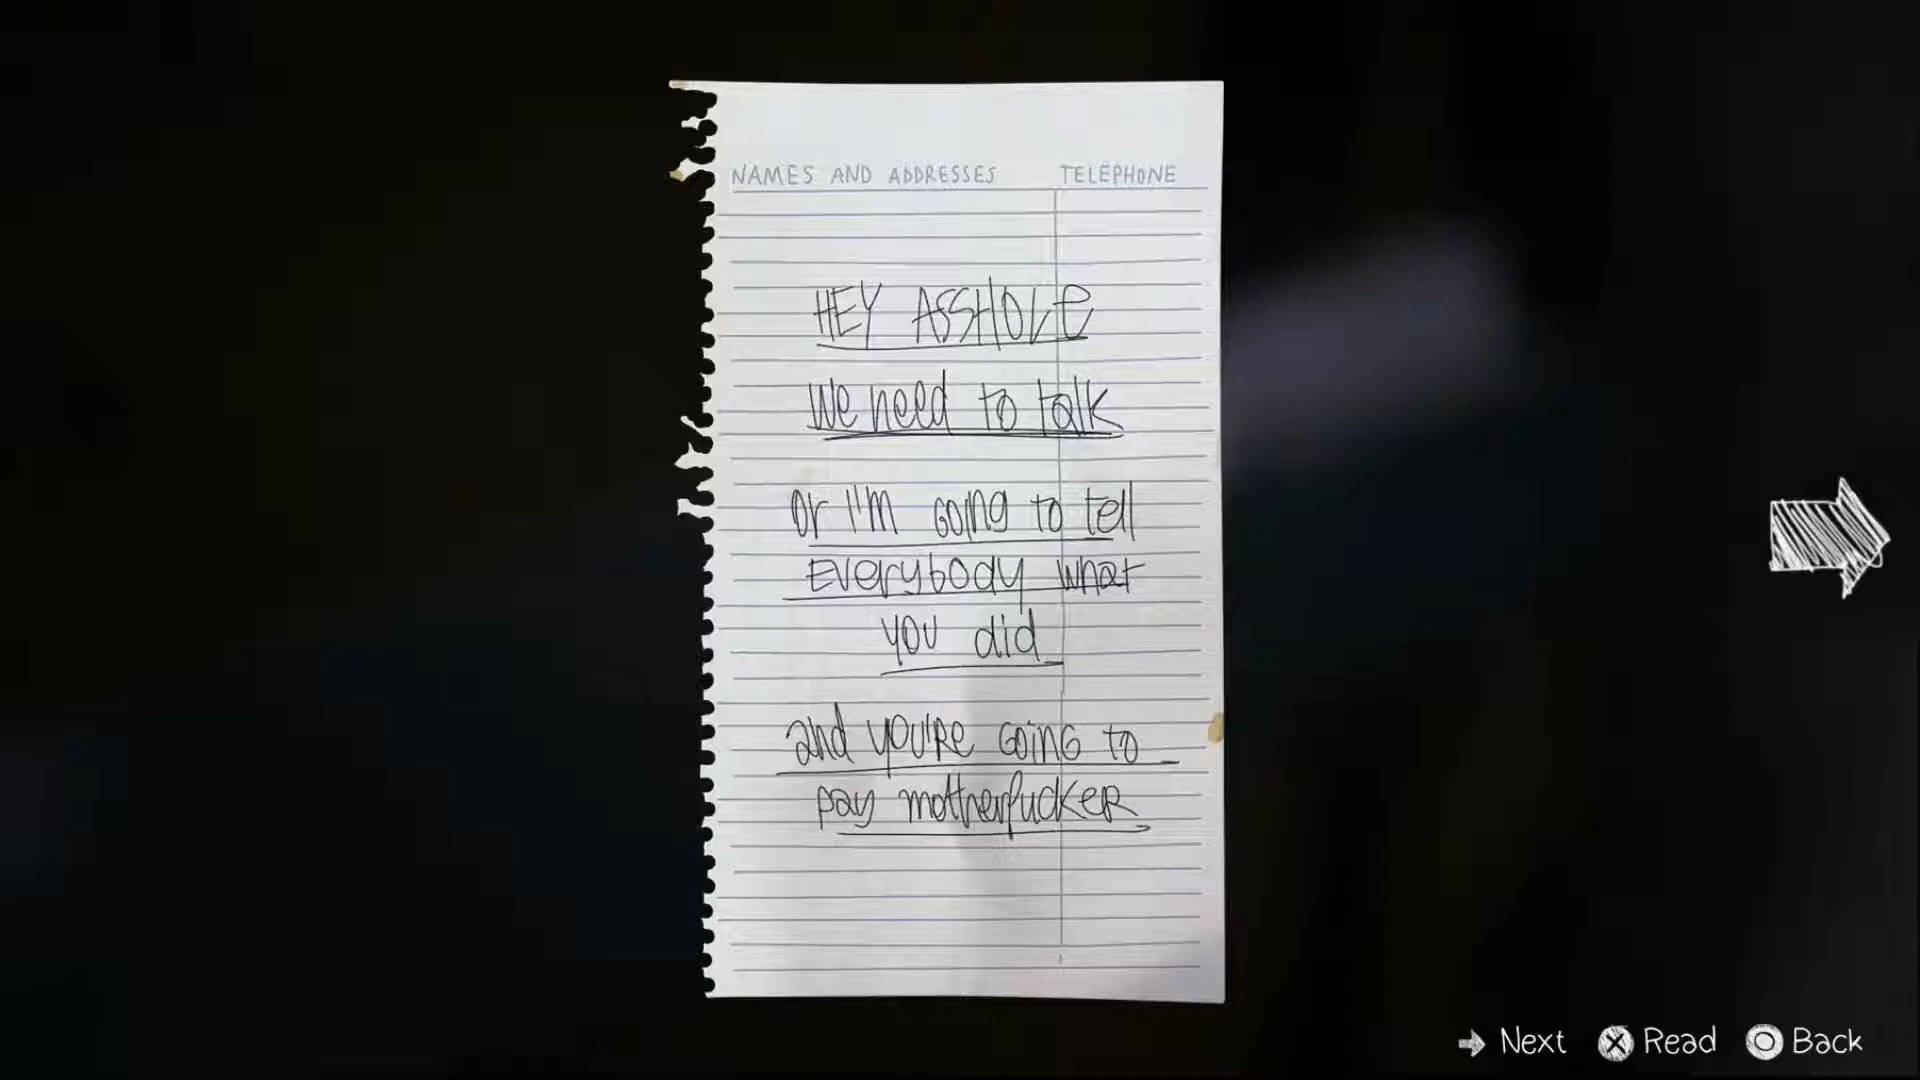 NAMES AND ADDRESSES TELEPHONE
HEY ASSHOLE
We need to talk
or I'm GOING to tell
EVERYbODY what
YOU did
and YOU'RE GOING to
pay motherfuckeR
Next Read Back